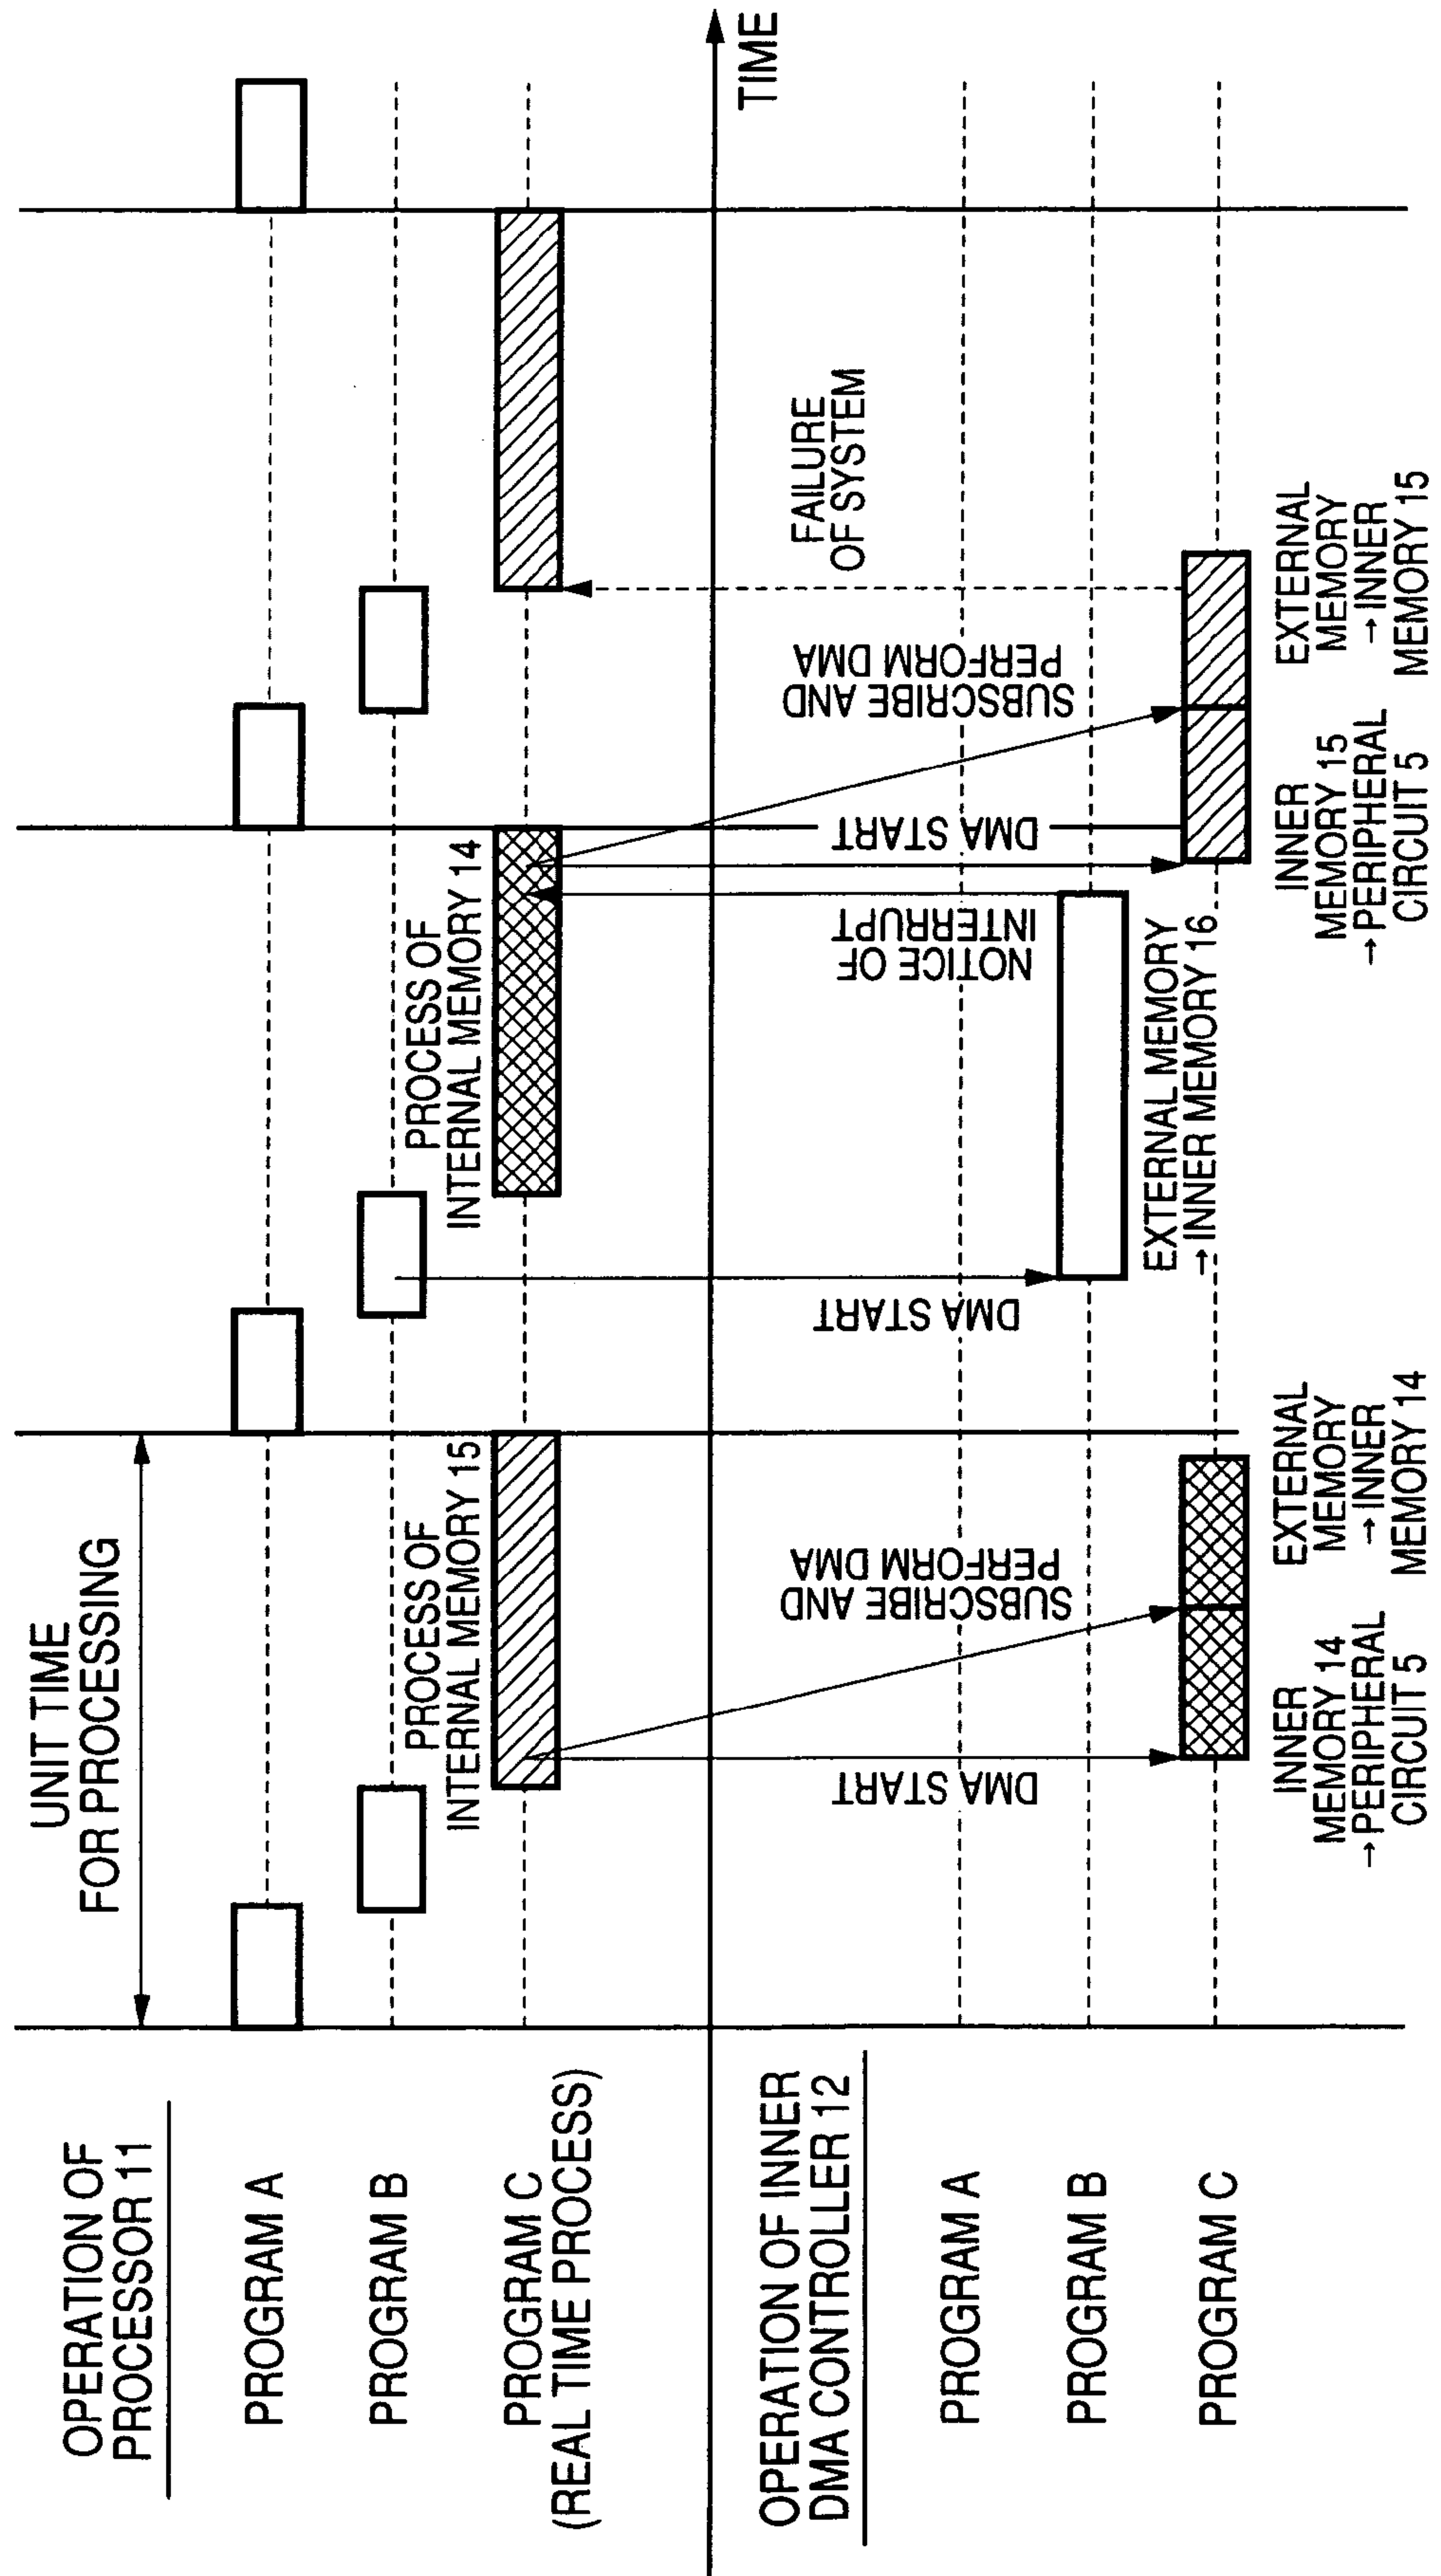 UNIT TIME
FOR PROCESSING
OPERATION OF
PROCESSOR 11
PROGRAM A
PROGRAM B
PROCESS OF
INTERNAL MEMORY 15
PROCESS OF
INTERNAL MEMORY 14
PROGRAM C
(REAL TIME PROCESS)
TIME
OPERATION OF INNER
DMA CONTROLLER 12
DMA START
SUBSCRIBE AND
PERFORM DMA
DMA START
NOTICE OF
INTERRUPT
DMA START
SUBSCRIBE AND
PERFORM DMA
FAILURE
OF SYSTEM
PROGRAM A
PROGRAM B
EXTERNAL MEMORY
→INNER MEMORY 16
PROGRAM C
INNER
MEMORY 14
→PERIPHERAL
CIRCUIT 5
EXTERNAL
MEMORY
→INNER
MEMORY 14
INNER
MEMORY 15
→PERIPHERAL
CIRCUIT 5
EXTERNAL
MEMORY
→INNER
MEMORY 15